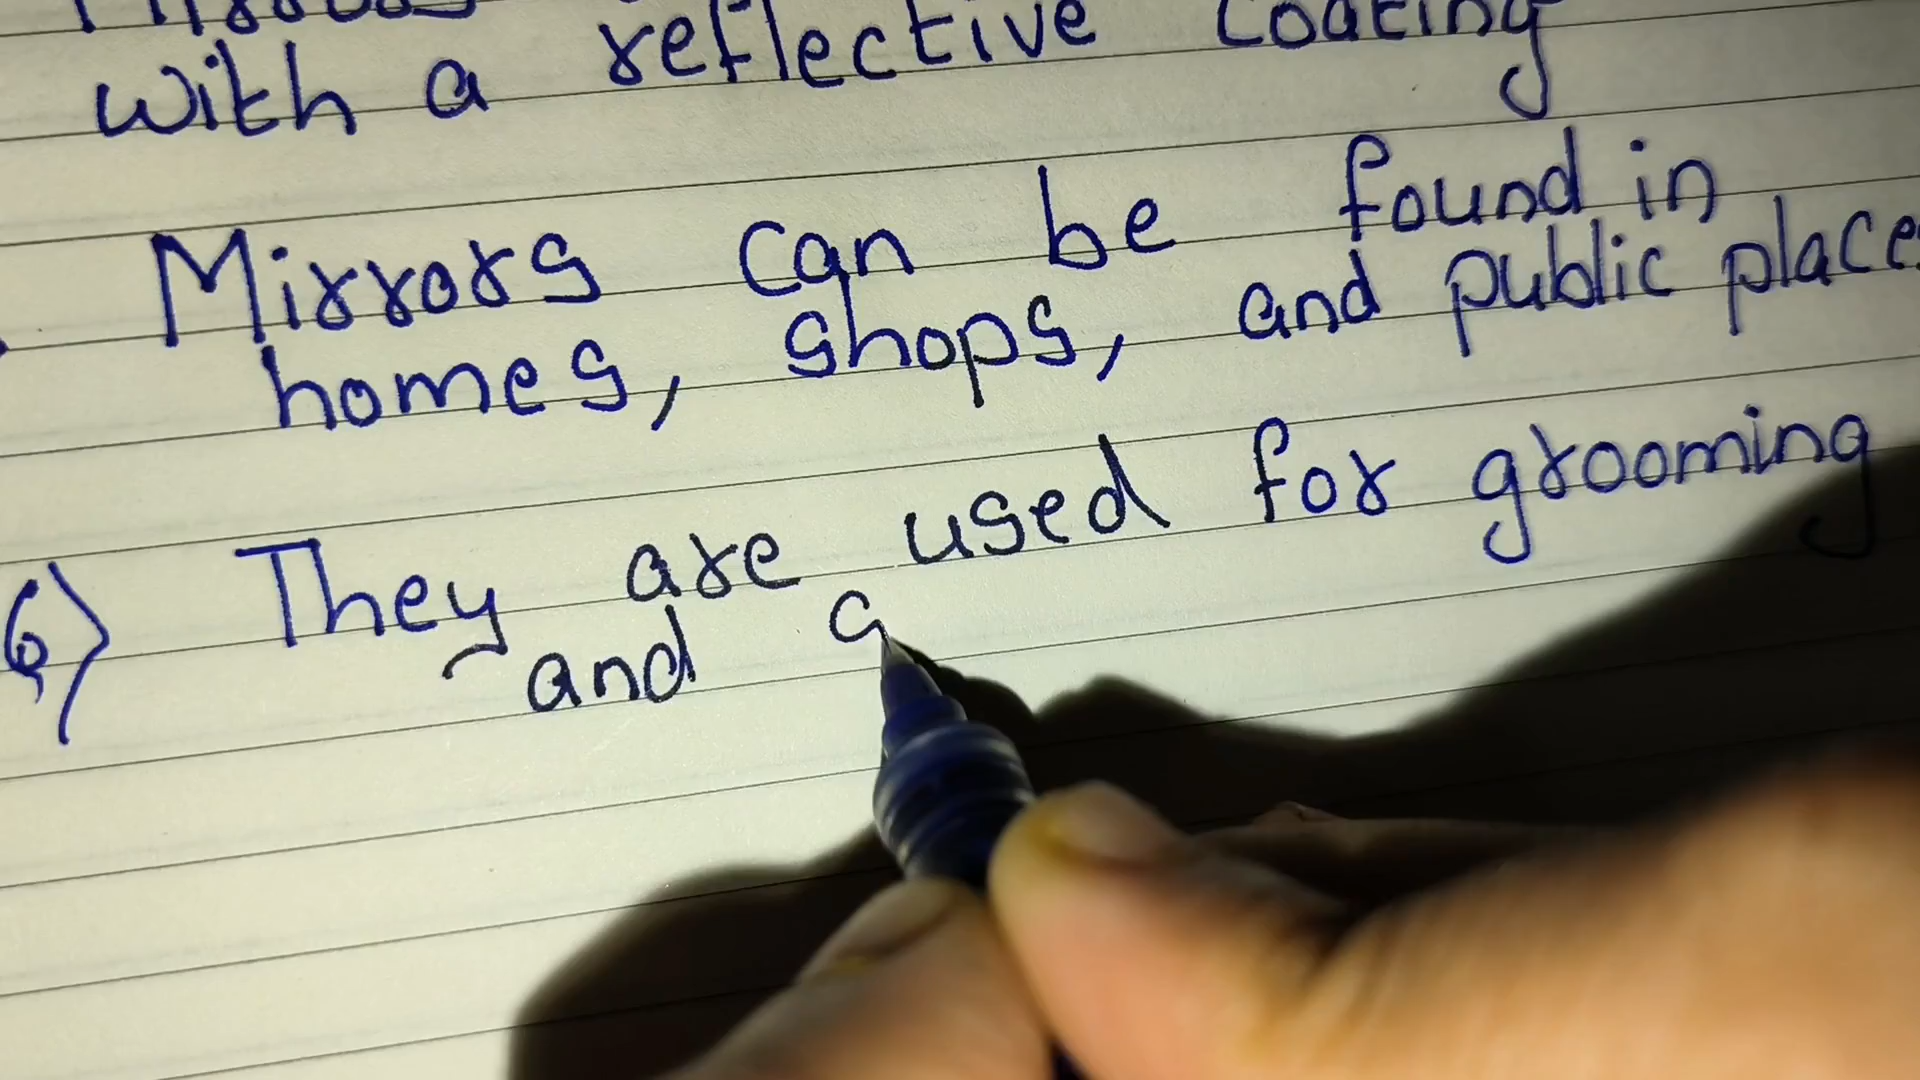 with a reflective coating
Mirrors can be found in
homes, shops, and public places
6) They are used for grooming
and